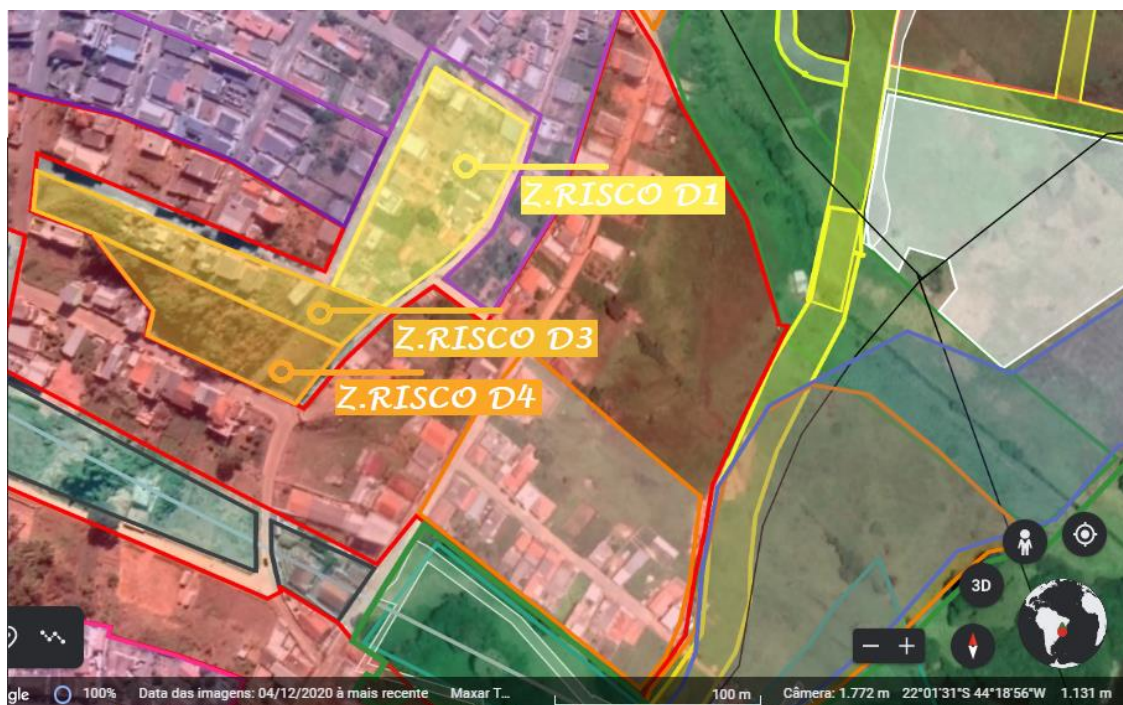 Z.RISCO D1
Z.RISCO D3
Z.RISCO D4
3D
gle 100% Data das imagens: 04/12/2020 à mais recente Maxar T... 100 m Câmera: 1.772 m 22°01'31"S 44°18'56"W 1.131 m